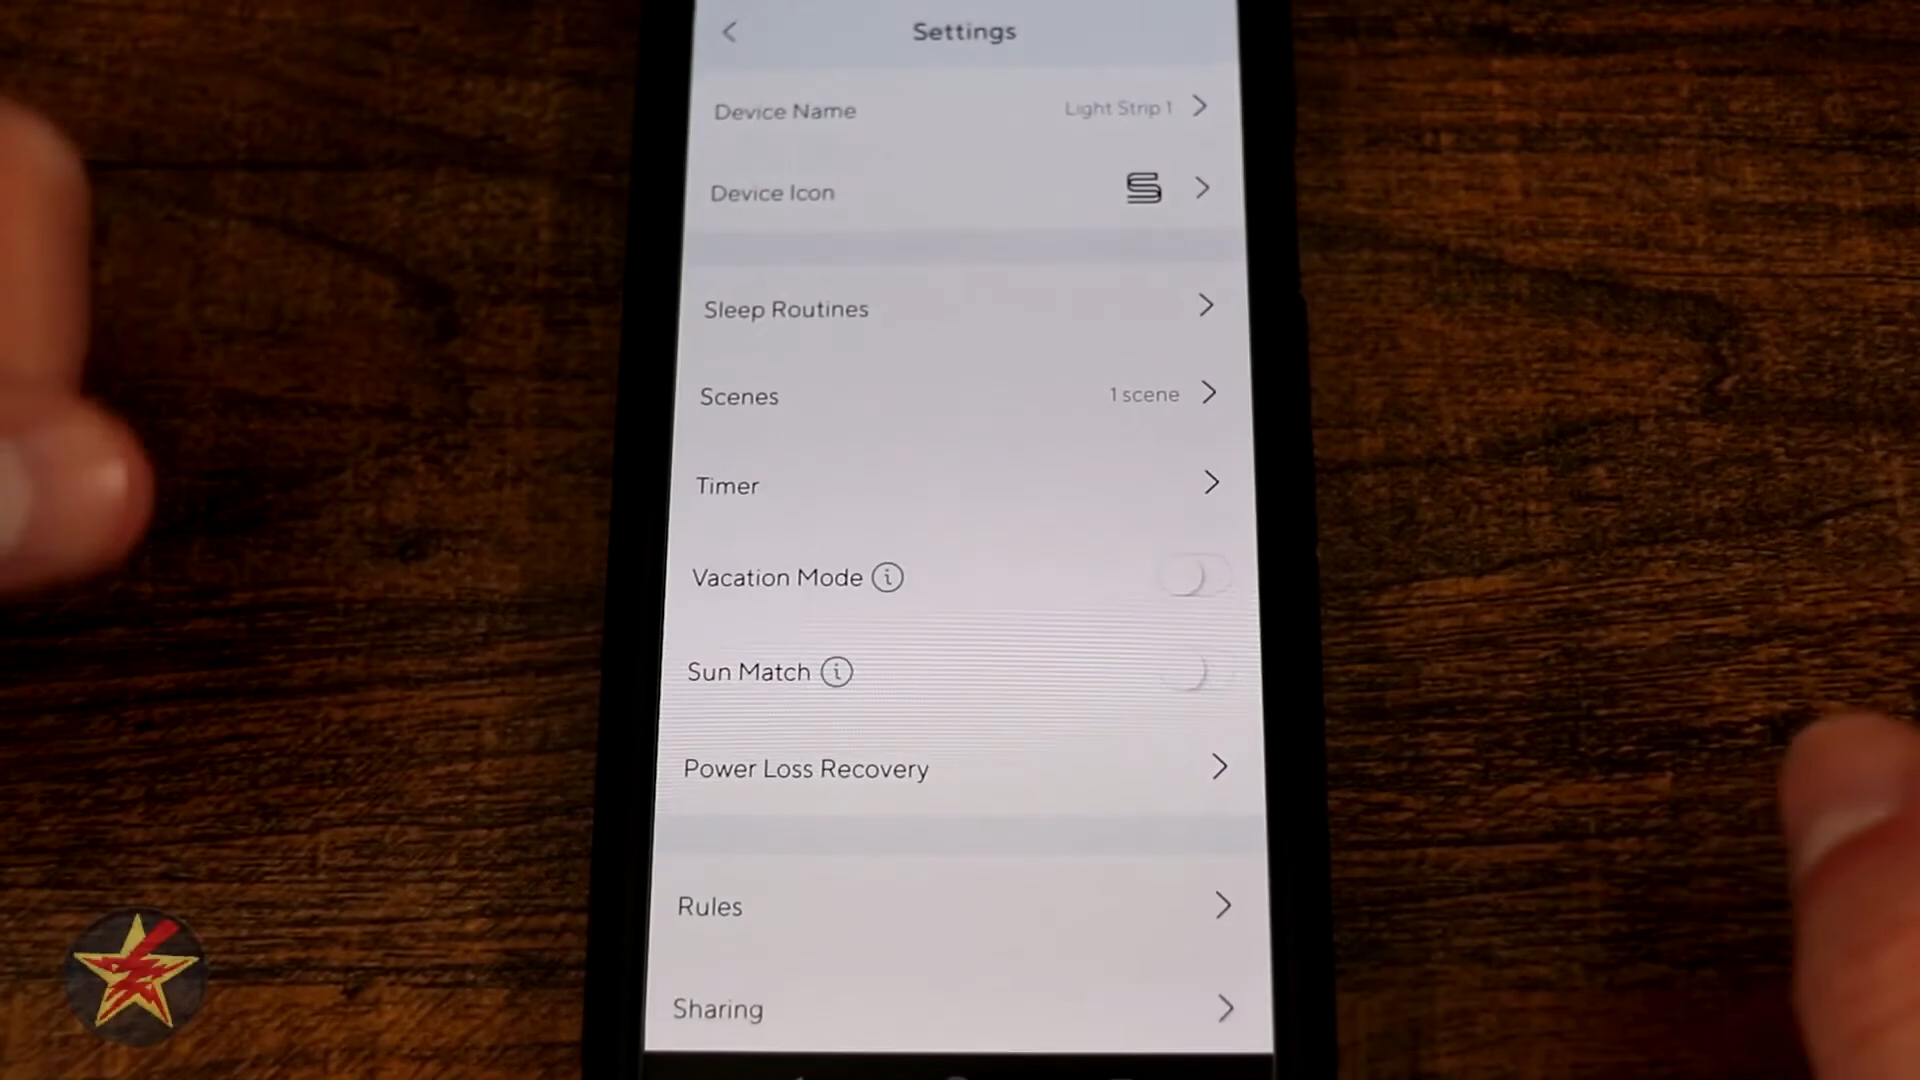 Settings
Device Name Light Strip 1
Device Icon
Sleep Routines
Scenes 1 scene
Timer
Vacation Mode
Sun Match
Power Loss Recovery
Rules
Sharing